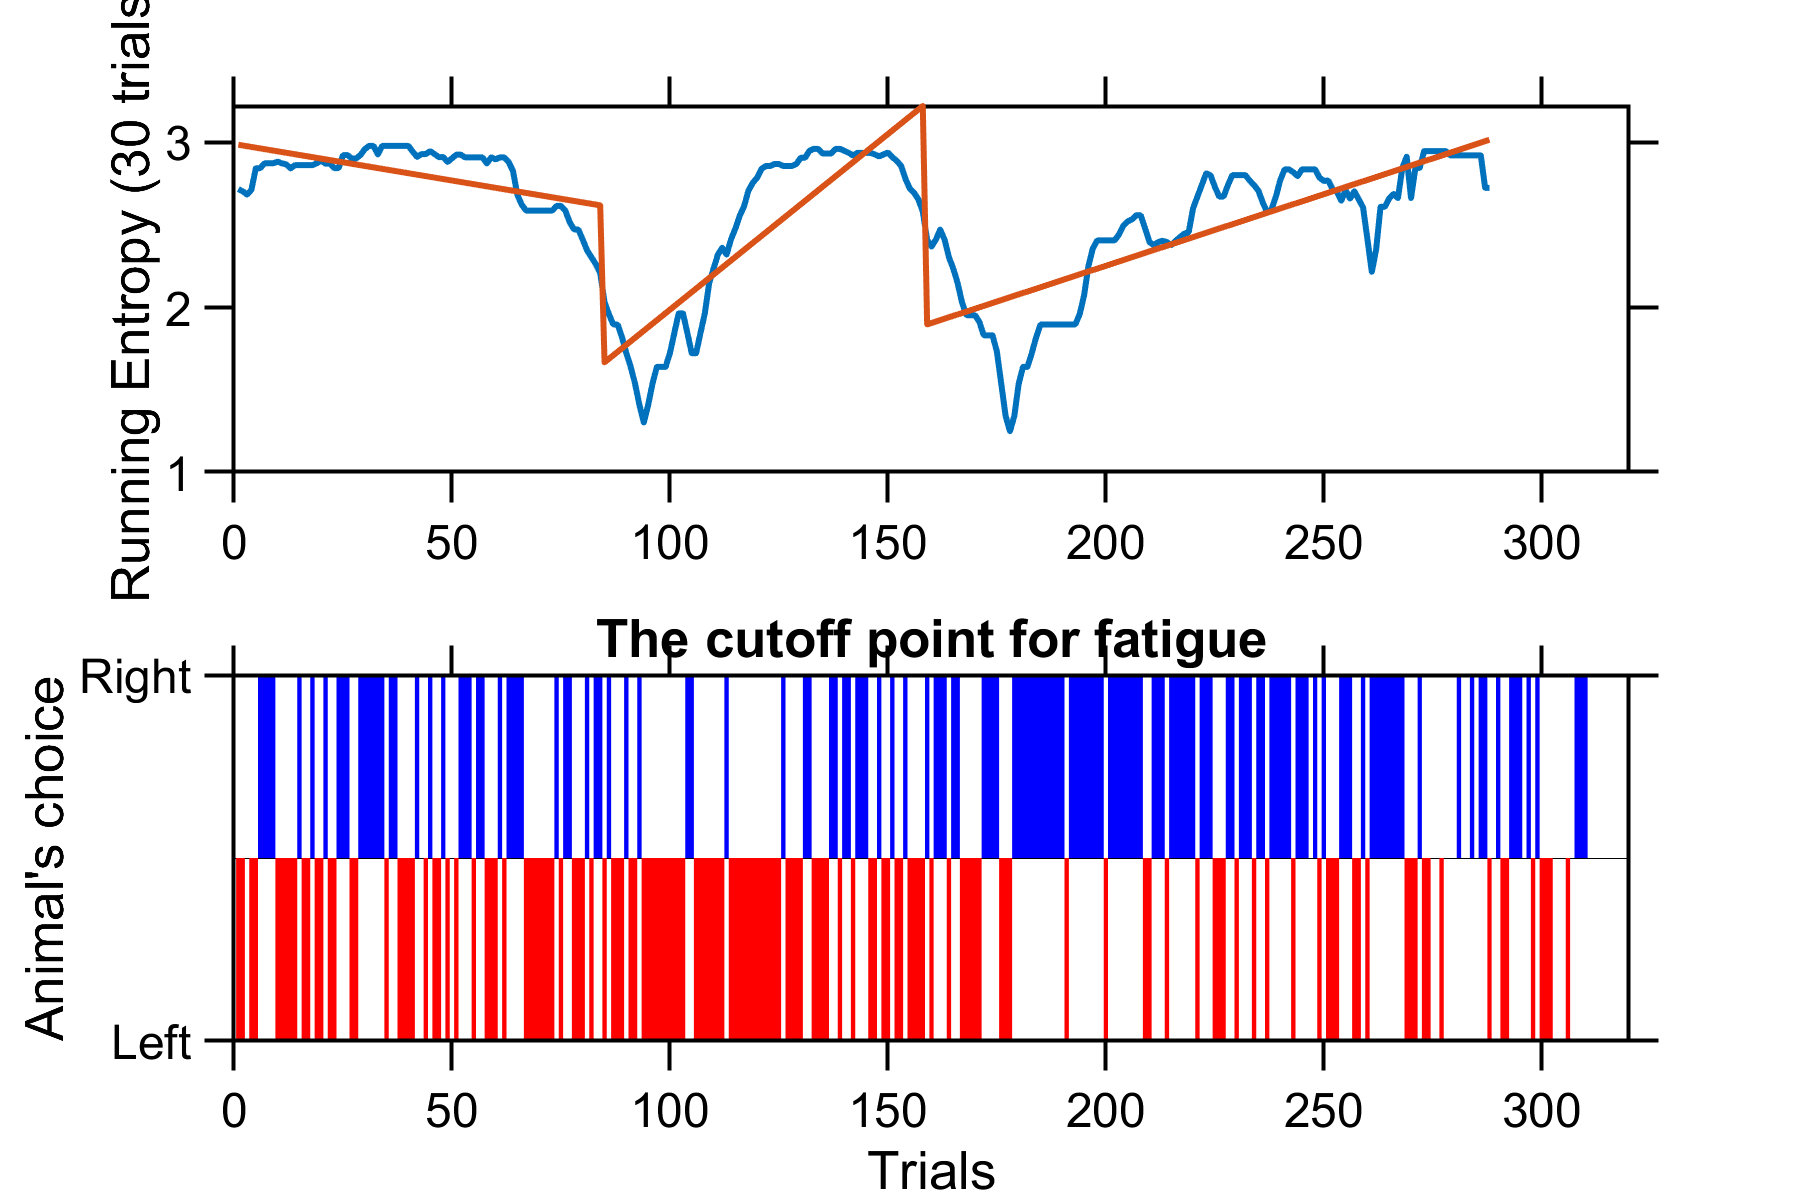 Running Entropy (30 trials
3
2
1
0 50 100 150 200 250 300
The cutoff point for fatigue
Animal's choice
Right
Left
0 50 100 150 200 250 300
Trials